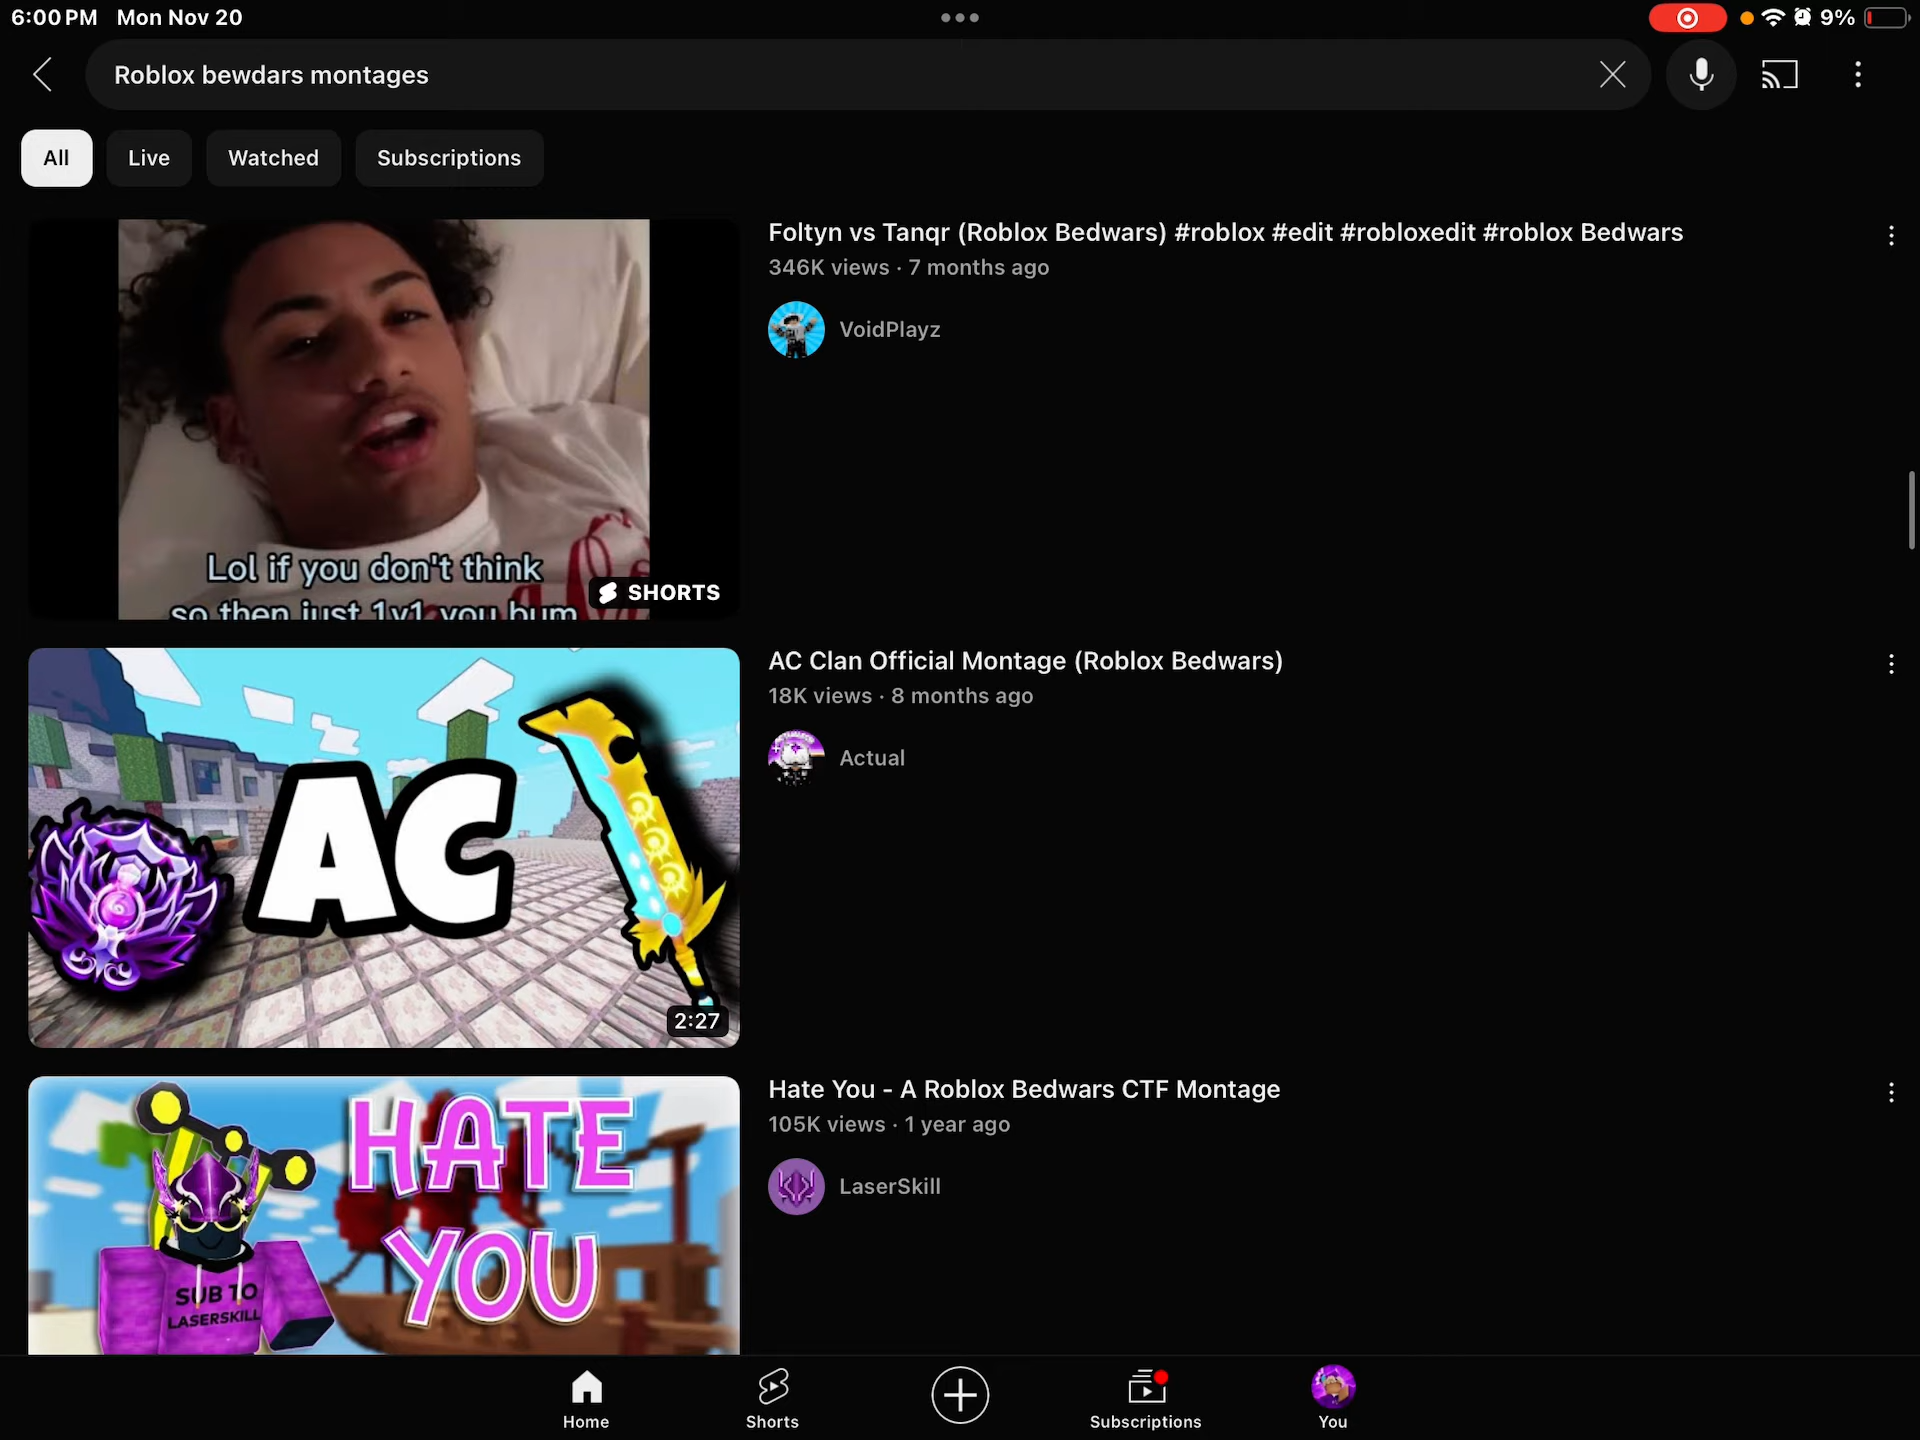 6:00 PM Mon Nov 20
9%
Roblox bewdars montages
All
Live
Watched
Subscriptions
Foltyn vs Tanqr (Roblox Bedwars) #roblox #edit #robloxedit #roblox Bedwars
346K views · 7 months ago
VoidPlayz
Lol if you don't think
so then just 1v1 you bum
SHORTS
AC Clan Official Montage (Roblox Bedwars)
18K views · 8 months ago
Actual
AC
2:27
Hate You - A Roblox Bedwars CTF Montage
105K views · 1 year ago
LaserSkill
HATE
YOU
SUB TO
LASERSKILL
Home
Shorts
Subscriptions
You